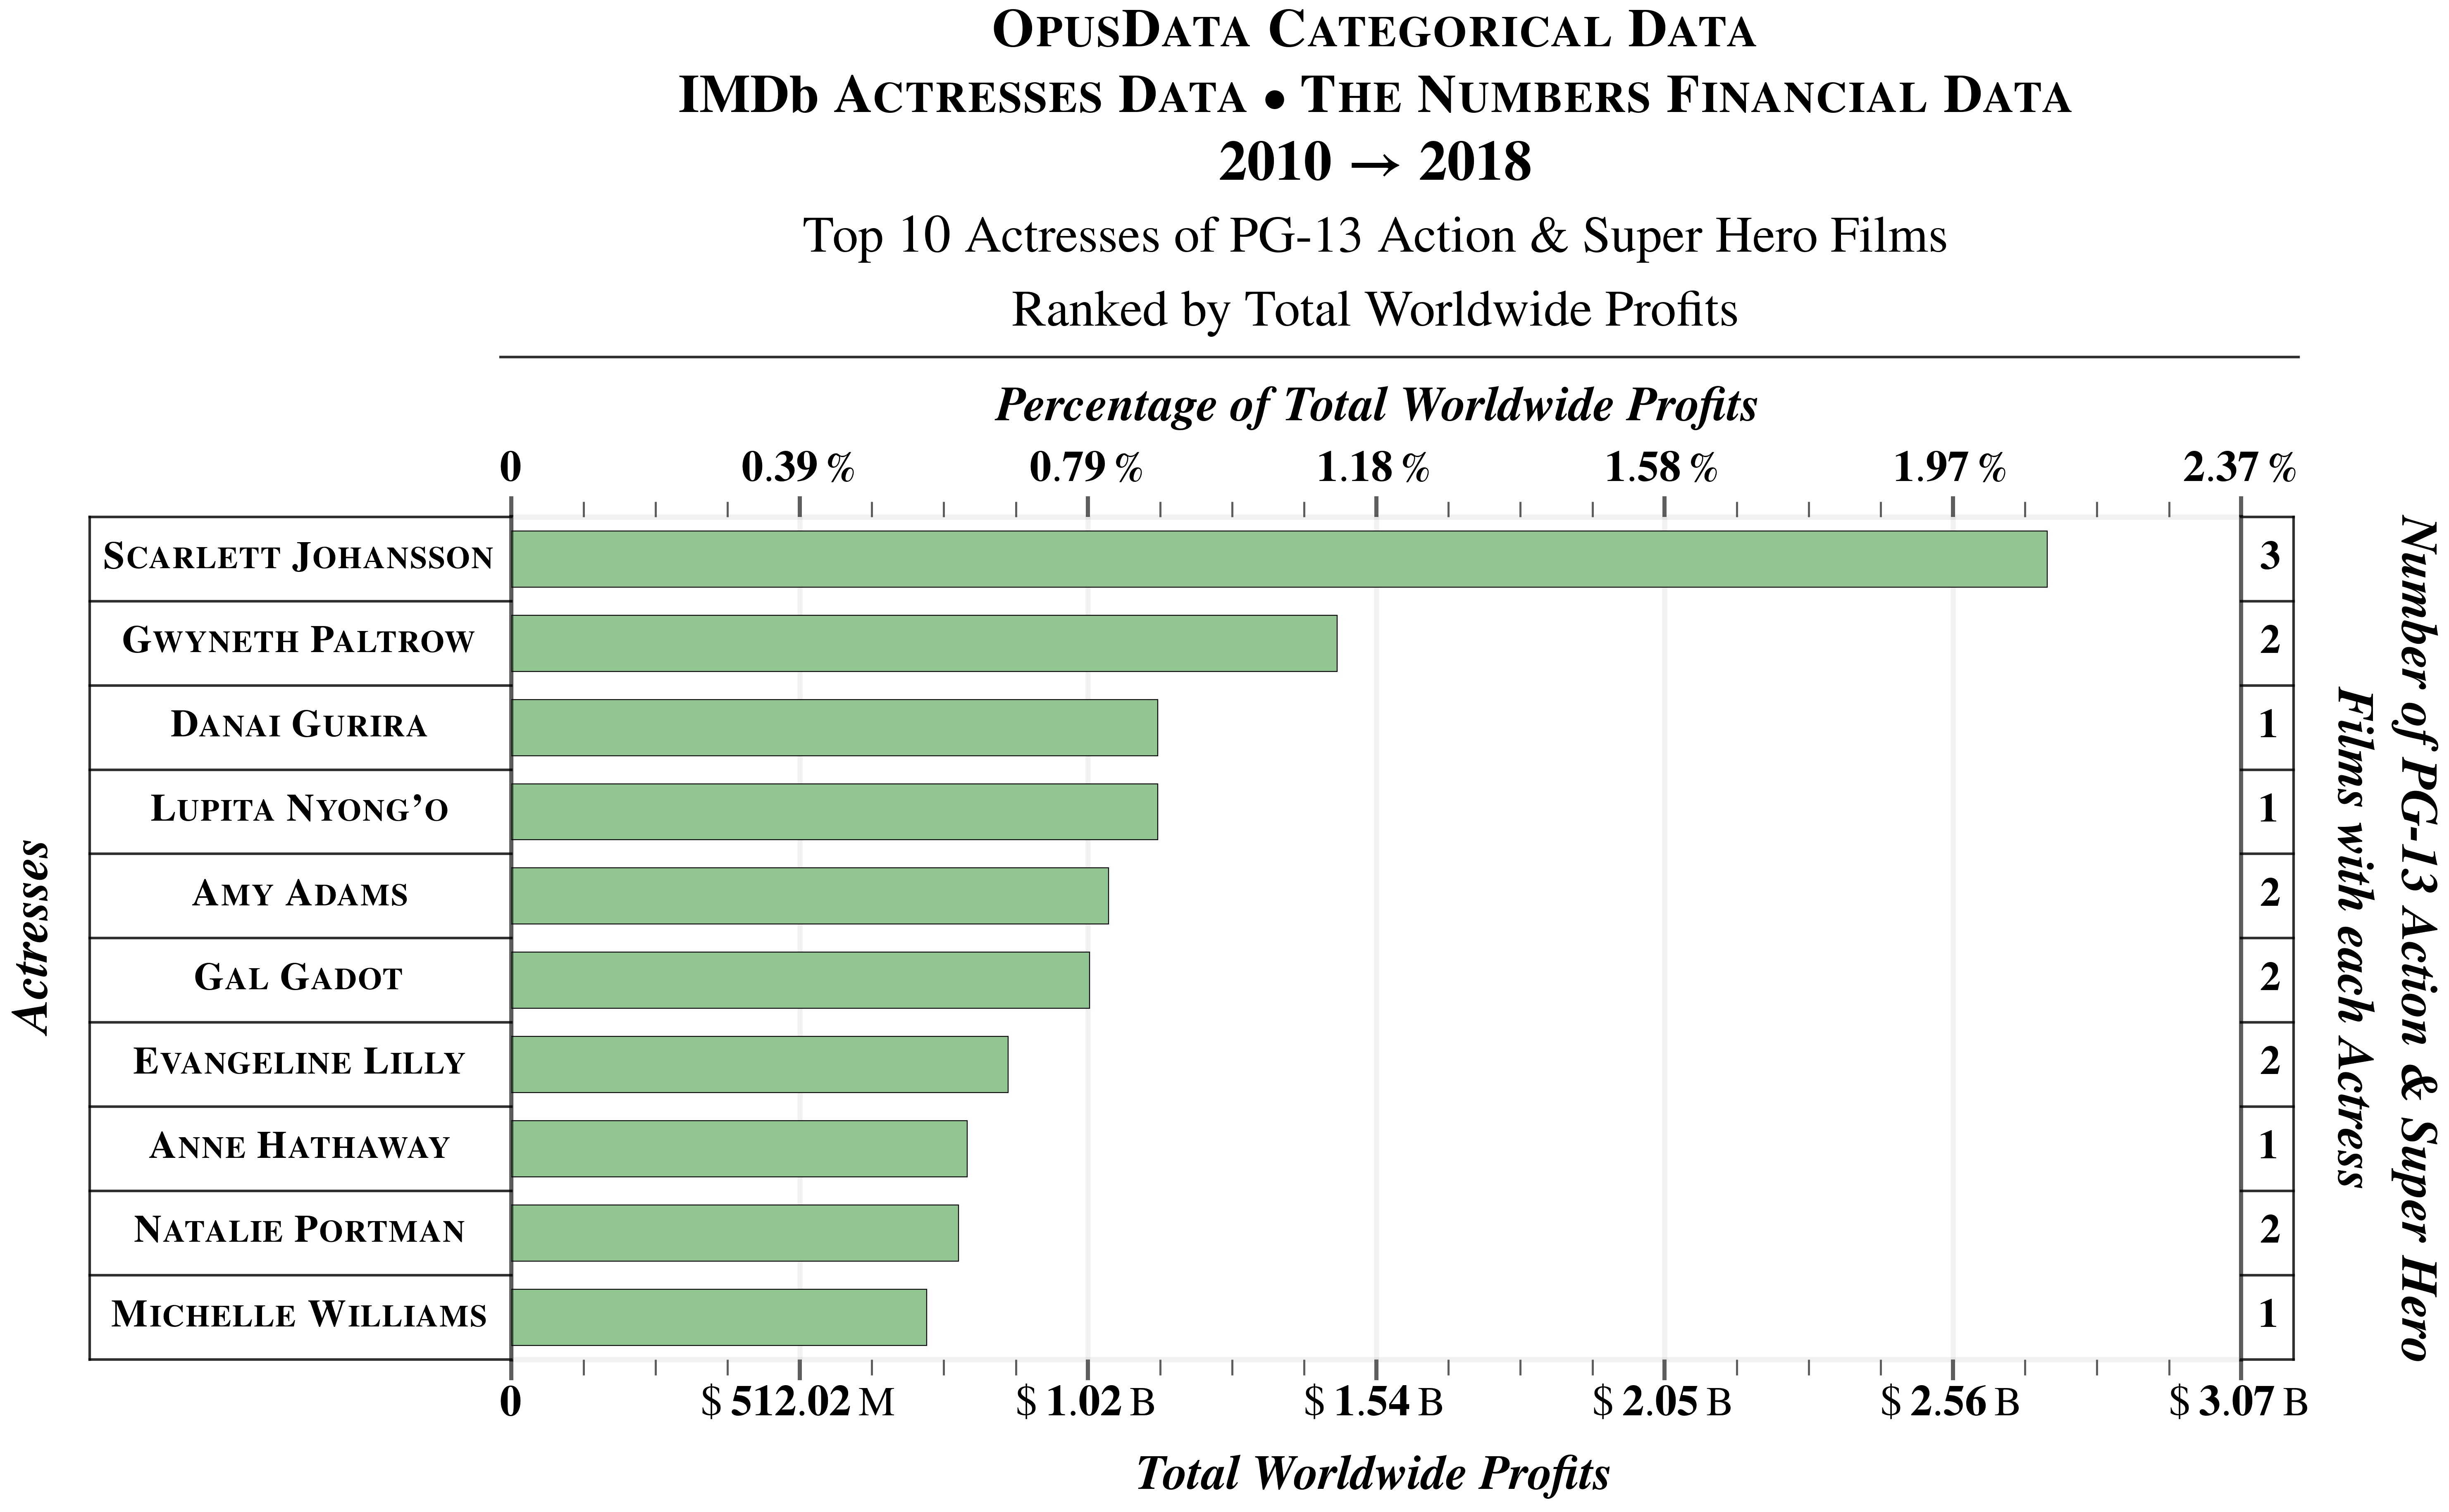 OpusData Categorical Data
IMDb Actresses Data • The Numbers Financial Data
2010 → 2018
Top 10 Actresses of PG-13 Action & Super Hero Films
Ranked by Total Worldwide Profits
Percentage of Total Worldwide Profits
0 0.39 % 0.79 % 1.18 % 1.58 % 1.97 % 2.37 %
Actresses
Scarlett Johansson 3
Gwyneth Paltrow 2
Danai Gurira 1
Lupita Nyong’o 1
Amy Adams 2
Gal Gadot 2
Evangeline Lilly 2
Anne Hathaway 1
Natalie Portman 2
Michelle Williams 1
Number of PG-13 Action & Super Hero
Films with each Actress
0 $ 512.02 M $ 1.02 B $ 1.54 B $ 2.05 B $ 2.56 B $ 3.07 B
Total Worldwide Profits